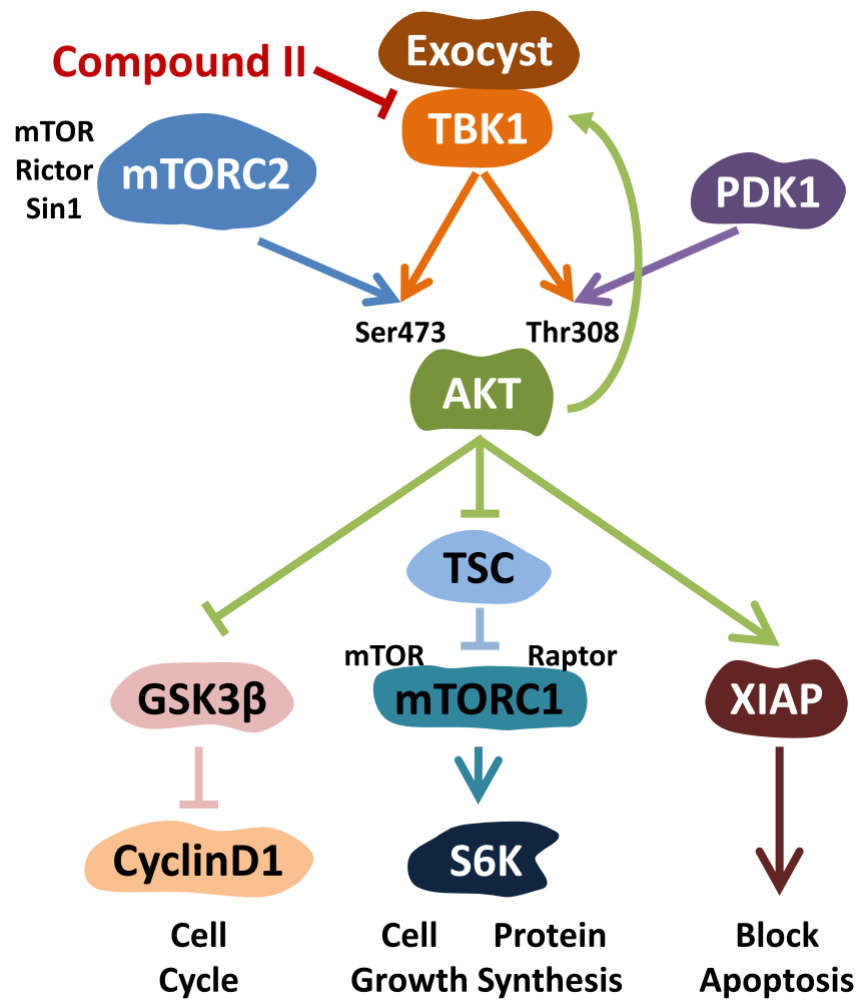 Exocyst
Compound II
TBK1
mTOR
Rictor
Sin1
mTORC2
PDK1
Ser473
Thr308
AKT
TSC
mTOR
Raptor
mTORC1
GSK3β
XIAP
CyclinD1
S6K
Cell
Cycle
Cell
Growth
Protein
Synthesis
Block
Apoptosis